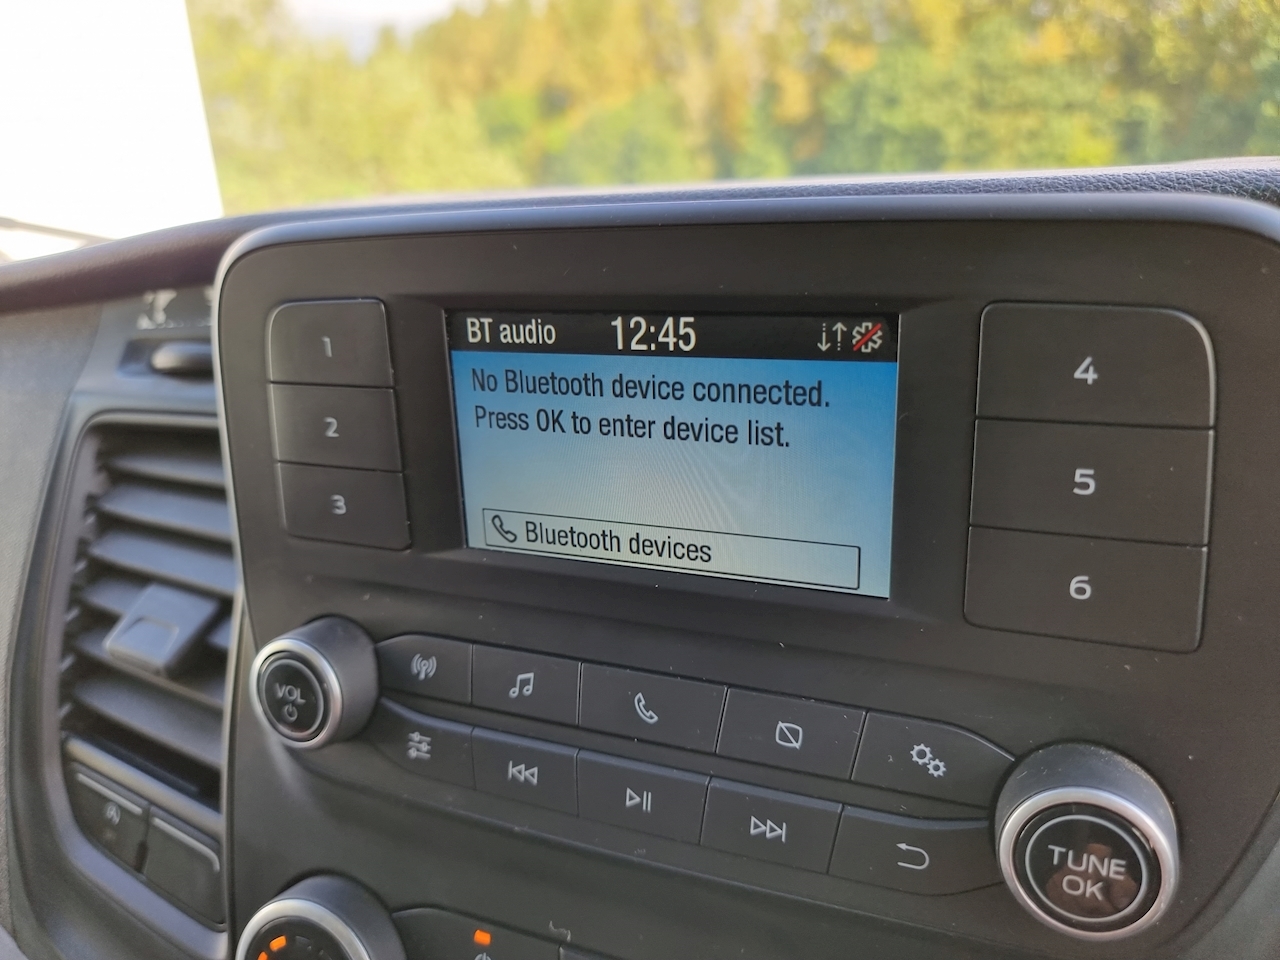 BT audio 12:45
No Bluetooth device connected.
Press OK to enter device list.
Bluetooth devices
1
2
3
4
5
6
VOL
TUNE
OK